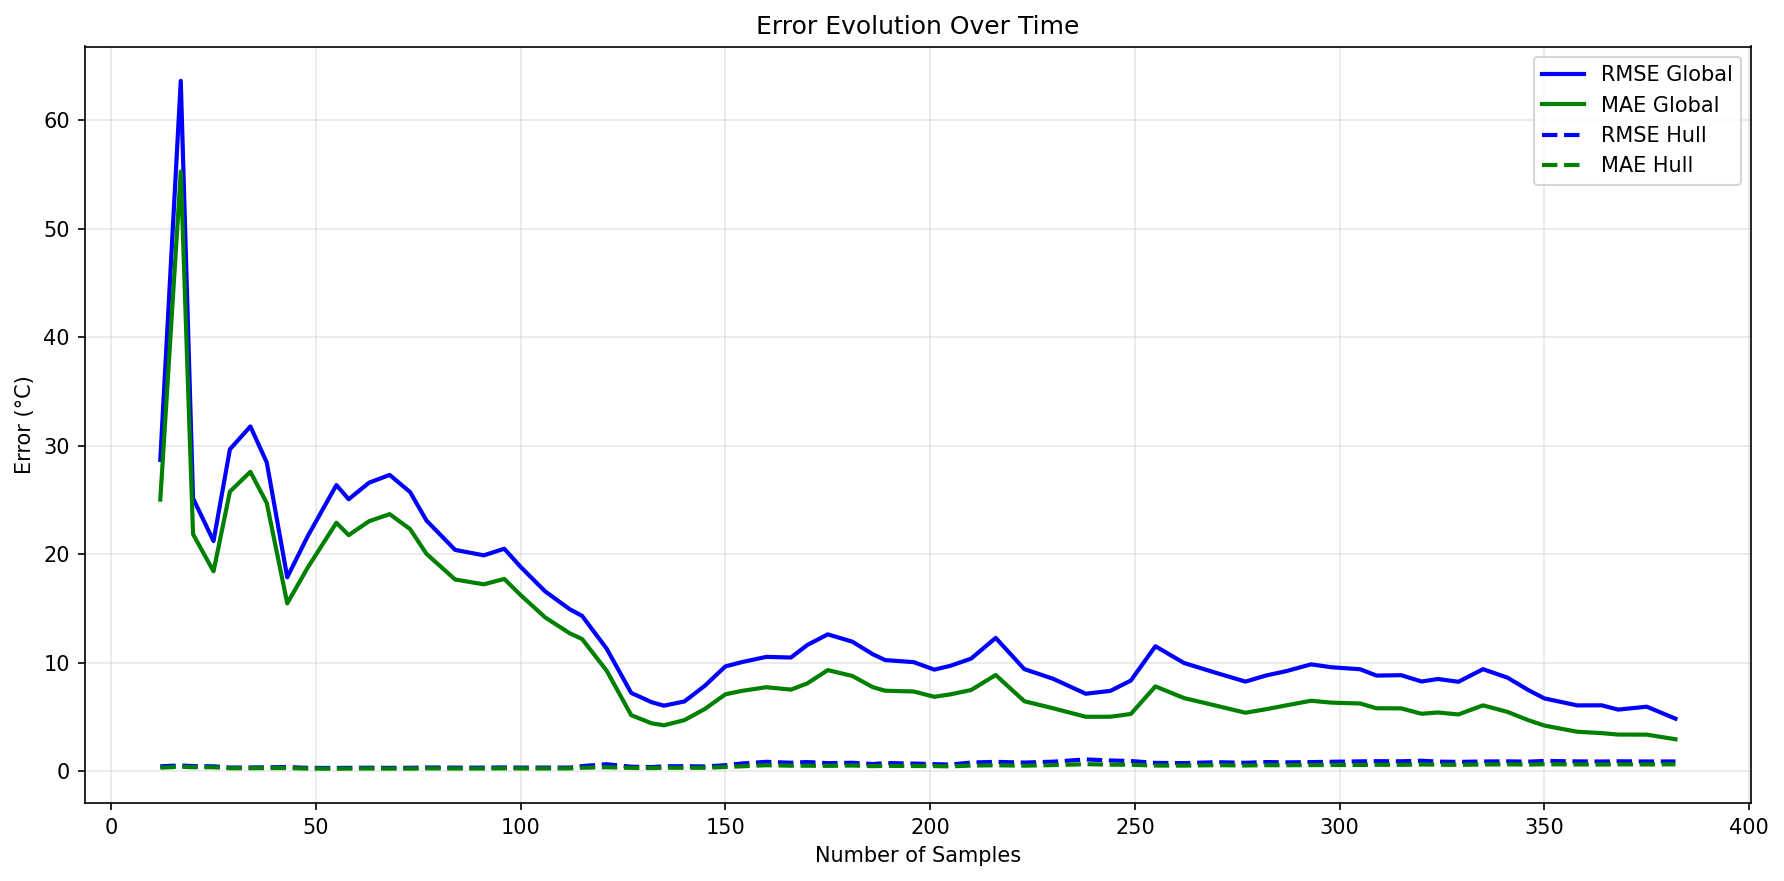 Error Evolution Over Time
RMSE Global
MAE Global
RMSE Hull
MAE Hull
Error (°C)
60
50
40
30
20
10
0
0 50 100 150 200 250 300 350 400
Number of Samples